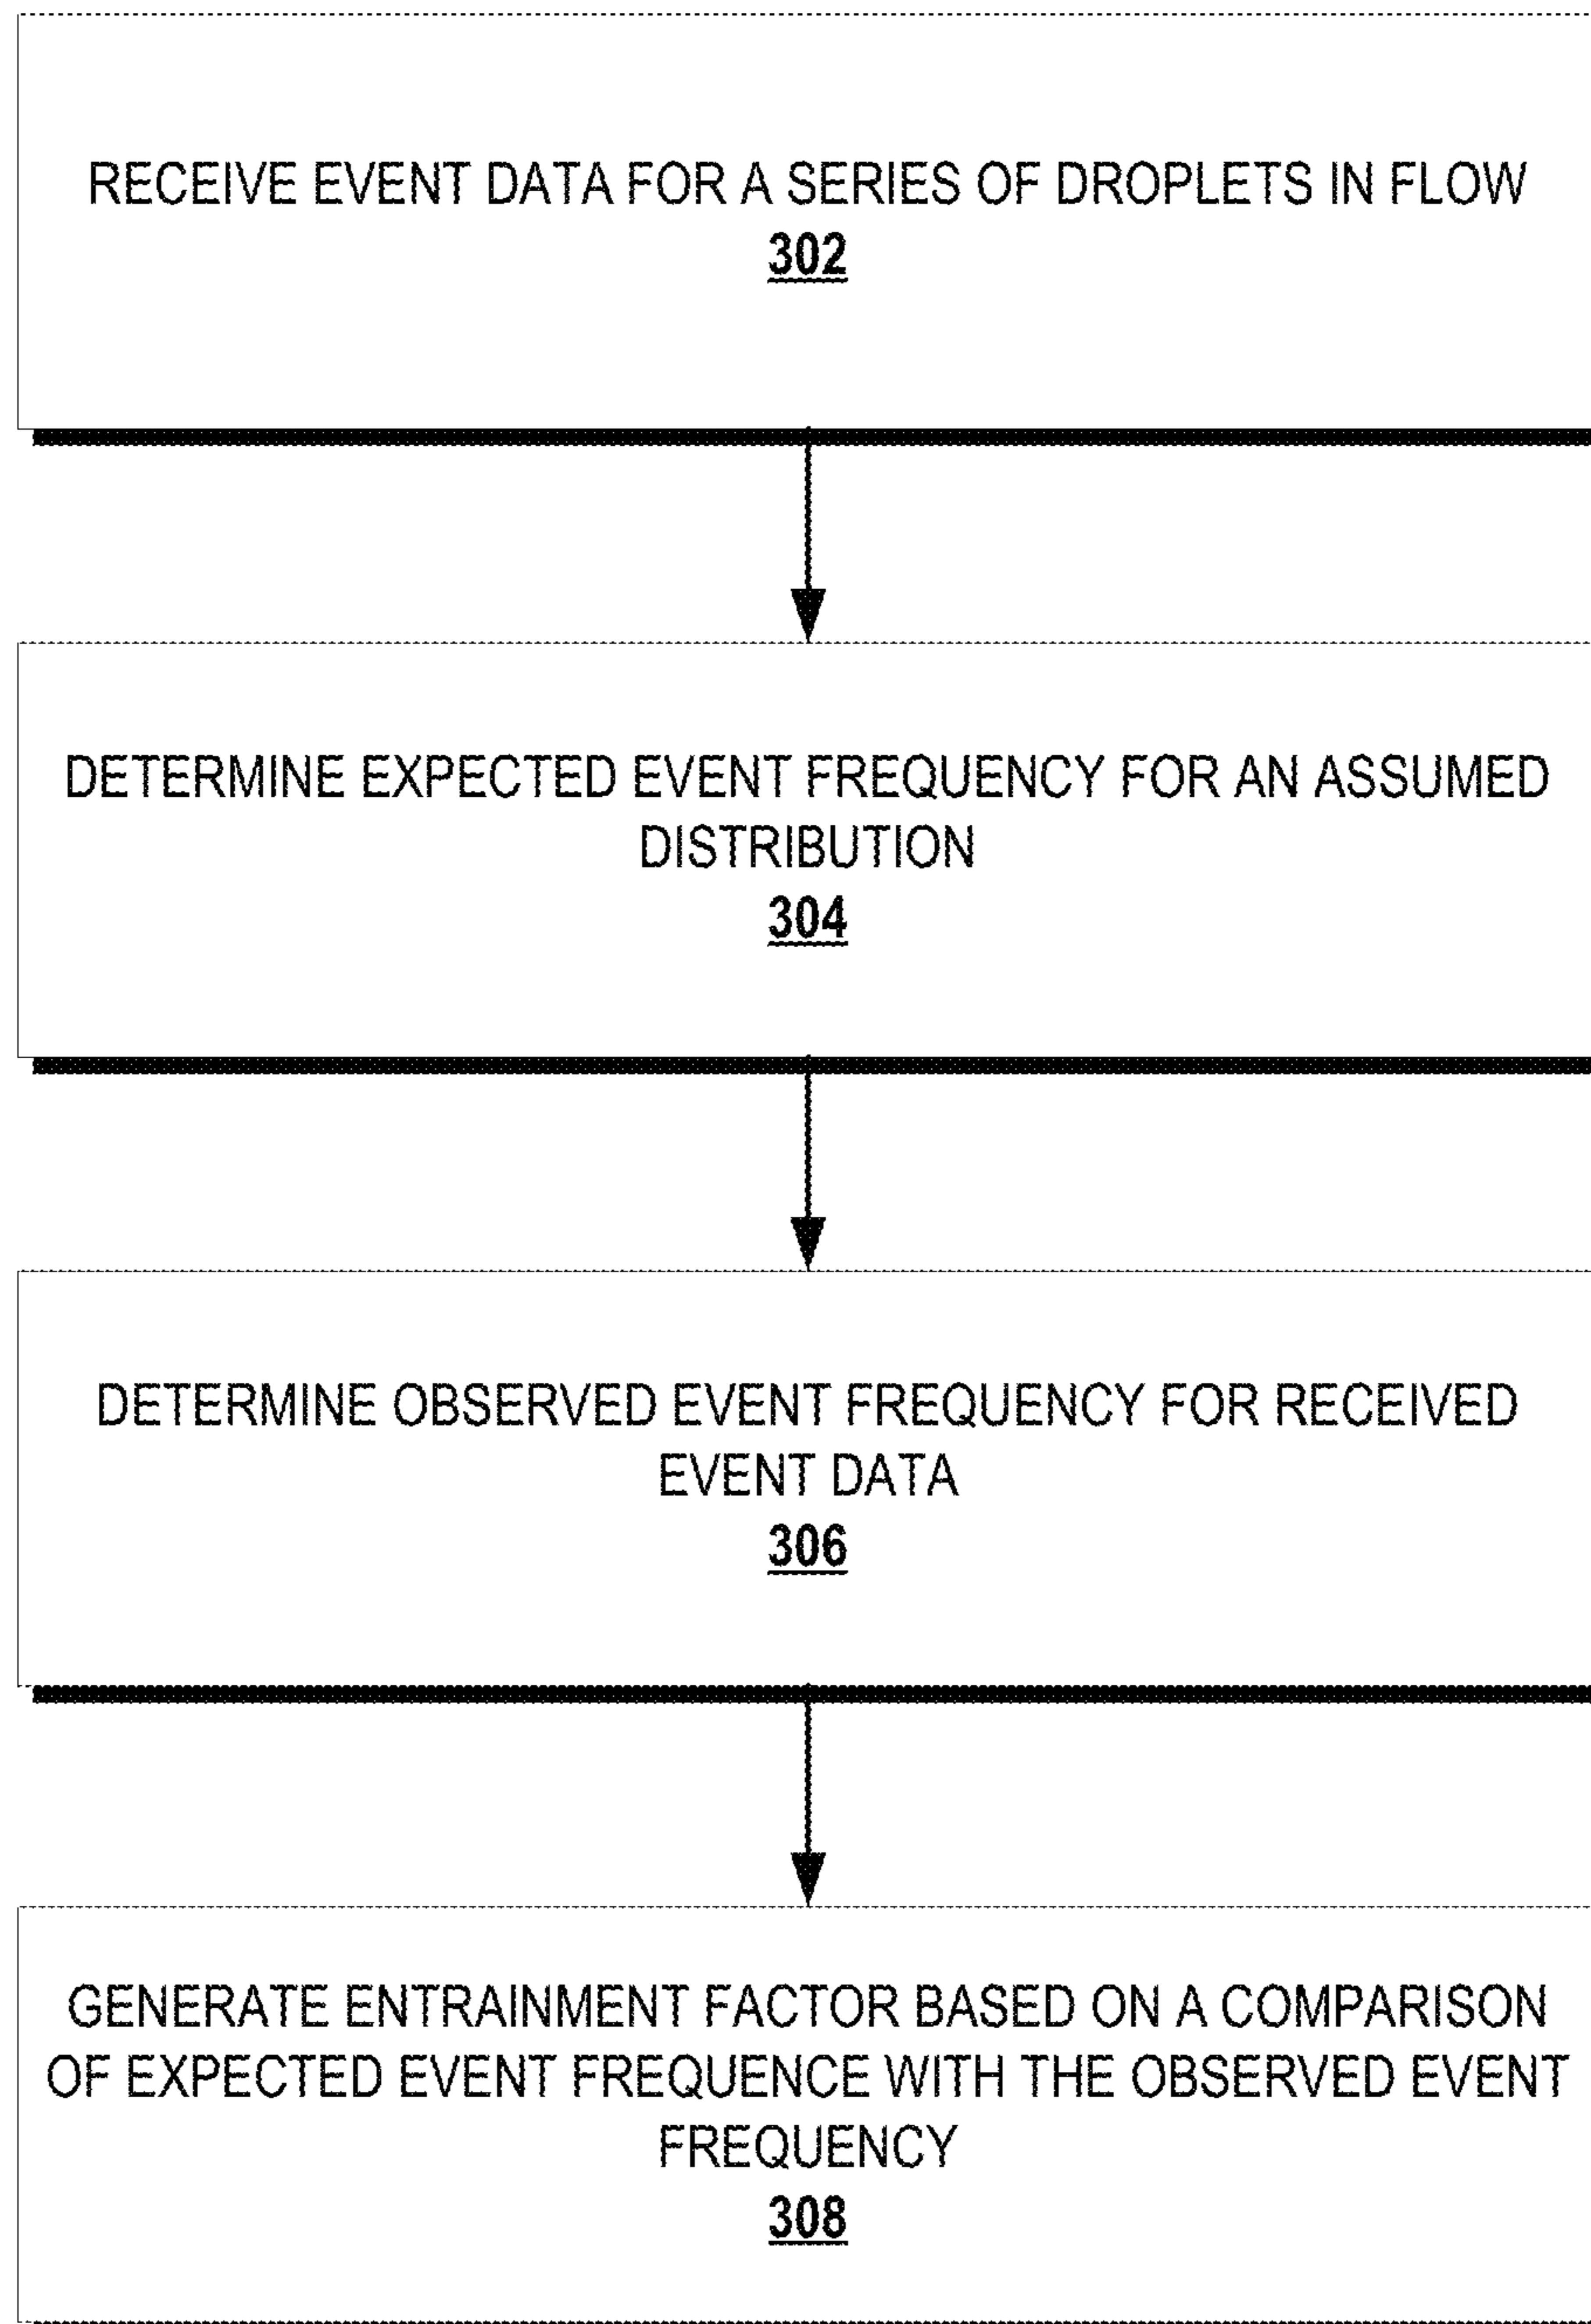 RECEIVE EVENT DATA FOR A SERIES OF DROPLETS IN FLOW
302
DETERMINE EXPECTED EVENT FREQUENCY FOR AN ASSUMED
DISTRIBUTION
304
DETERMINE OBSERVED EVENT FREQUENCY FOR RECEIVED
EVENT DATA
306
GENERATE ENTRAINMENT FACTOR BASED ON A COMPARISON
OF EXPECTED EVENT FREQUENCE WITH THE OBSERVED EVENT
FREQUENCY
308